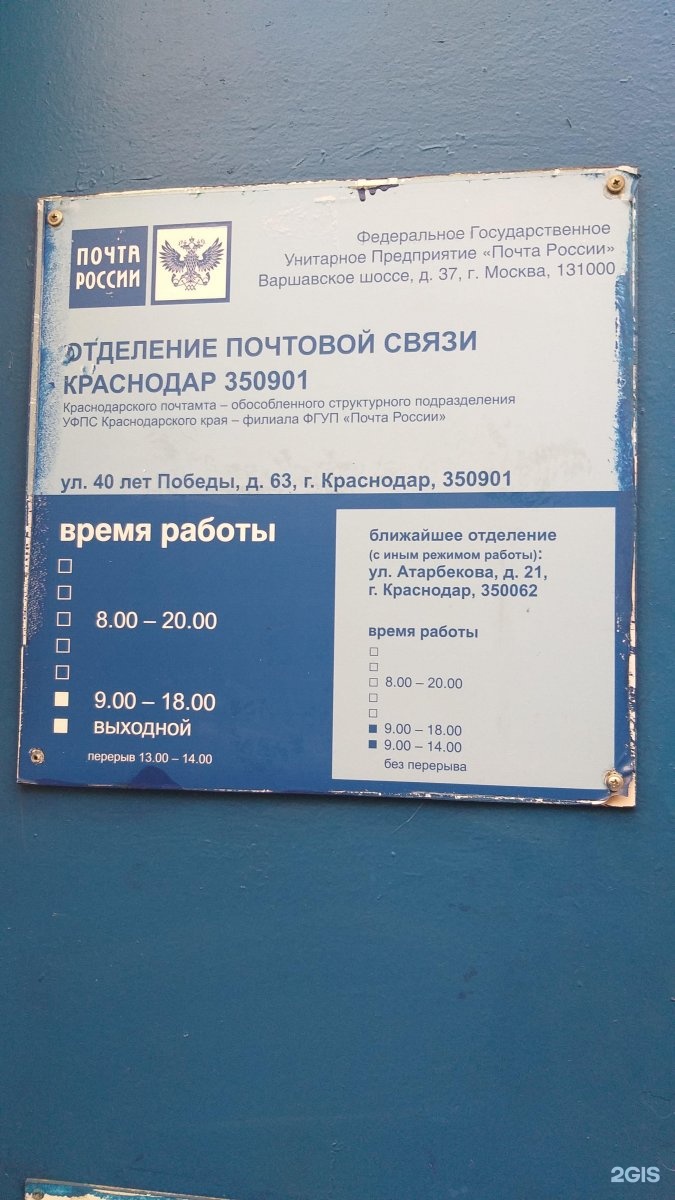 ПОЧТА
РОССИИ
Федеральное Государственное
Унитарное Предприятие «Почта России»
Варшавское шоссе, д. 37, г. Москва, 131000
ОТДЕЛЕНИЕ ПОЧТОВОЙ СВЯЗИ
КРАСНОДАР 350901
Краснодарского почтамта – обособленного структурного подразделения
УФПС Краснодарского края – филиала ФГУП «Почта России»
ул. 40 лет Победы, д. 63, г. Краснодар, 350901
время работы
8.00 – 20.00
9.00 – 18.00
выходной
перерыв 13.00 – 14.00
ближайшее отделение
(с иным режимом работы):
ул. Атарбекова, д. 21,
г. Краснодар, 350062
время работы
8.00 – 20.00
9.00 – 18.00
9.00 – 14.00
без перерыва
2GIS